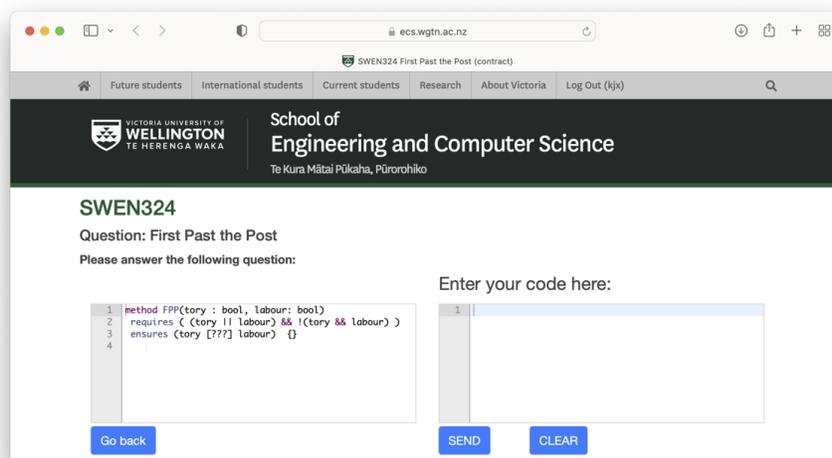 ecs.wgtn.ac.nz
SWEN324 First Past the Post (contract)
Future students
International students
Current students
Research
About Victoria
Log Out (kjx)
VICTORIA UNIVERSITY OF
WELLINGTON
TE HERENGA WAKA
School of
Engineering and Computer Science
Te Kura Mātai Pūkaha, Pūrorohiko
SWEN324
Question: First Past the Post
Please answer the following question:
Enter your code here:
1 method FPP(tory : bool, labour: bool)
2 requires ( (tory || labour) && !(tory && labour) )
3 ensures (tory [???] labour) {}
4
1
Go back
SEND
CLEAR